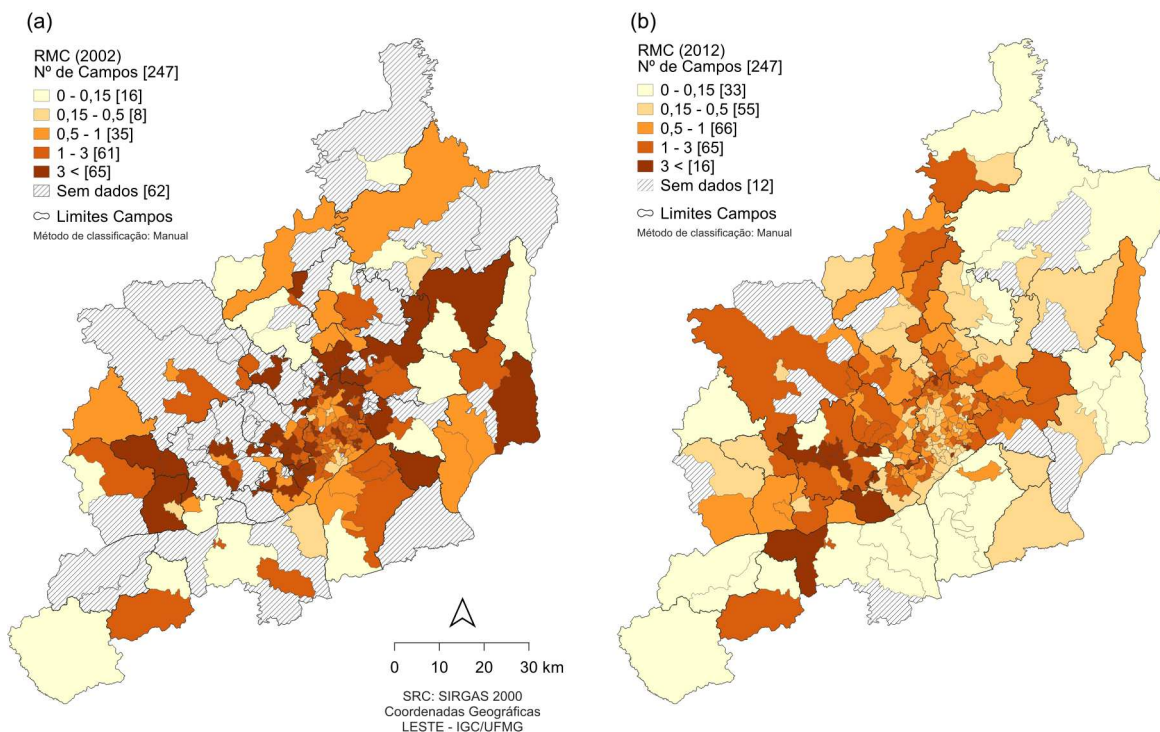 (a)
RMC (2002)
Nº de Campos [247]
0 - 0,15 [16]
0,15 - 0,5 [8]
0,5 - 1 [35]
1 - 3 [61]
3 < [65]
Sem dados [62]
Limites Campos
Método de classificação: Manual
0 10 20 30 km
SRC: SIRGAS 2000
Coordenadas Geográficas
LESTE - IGC/UFMG
(b)
RMC (2012)
Nº de Campos [247]
0 - 0,15 [33]
0,15 - 0,5 [55]
0,5 - 1 [66]
1 - 3 [65]
3 < [16]
Sem dados [12]
Limites Campos
Método de classificação: Manual